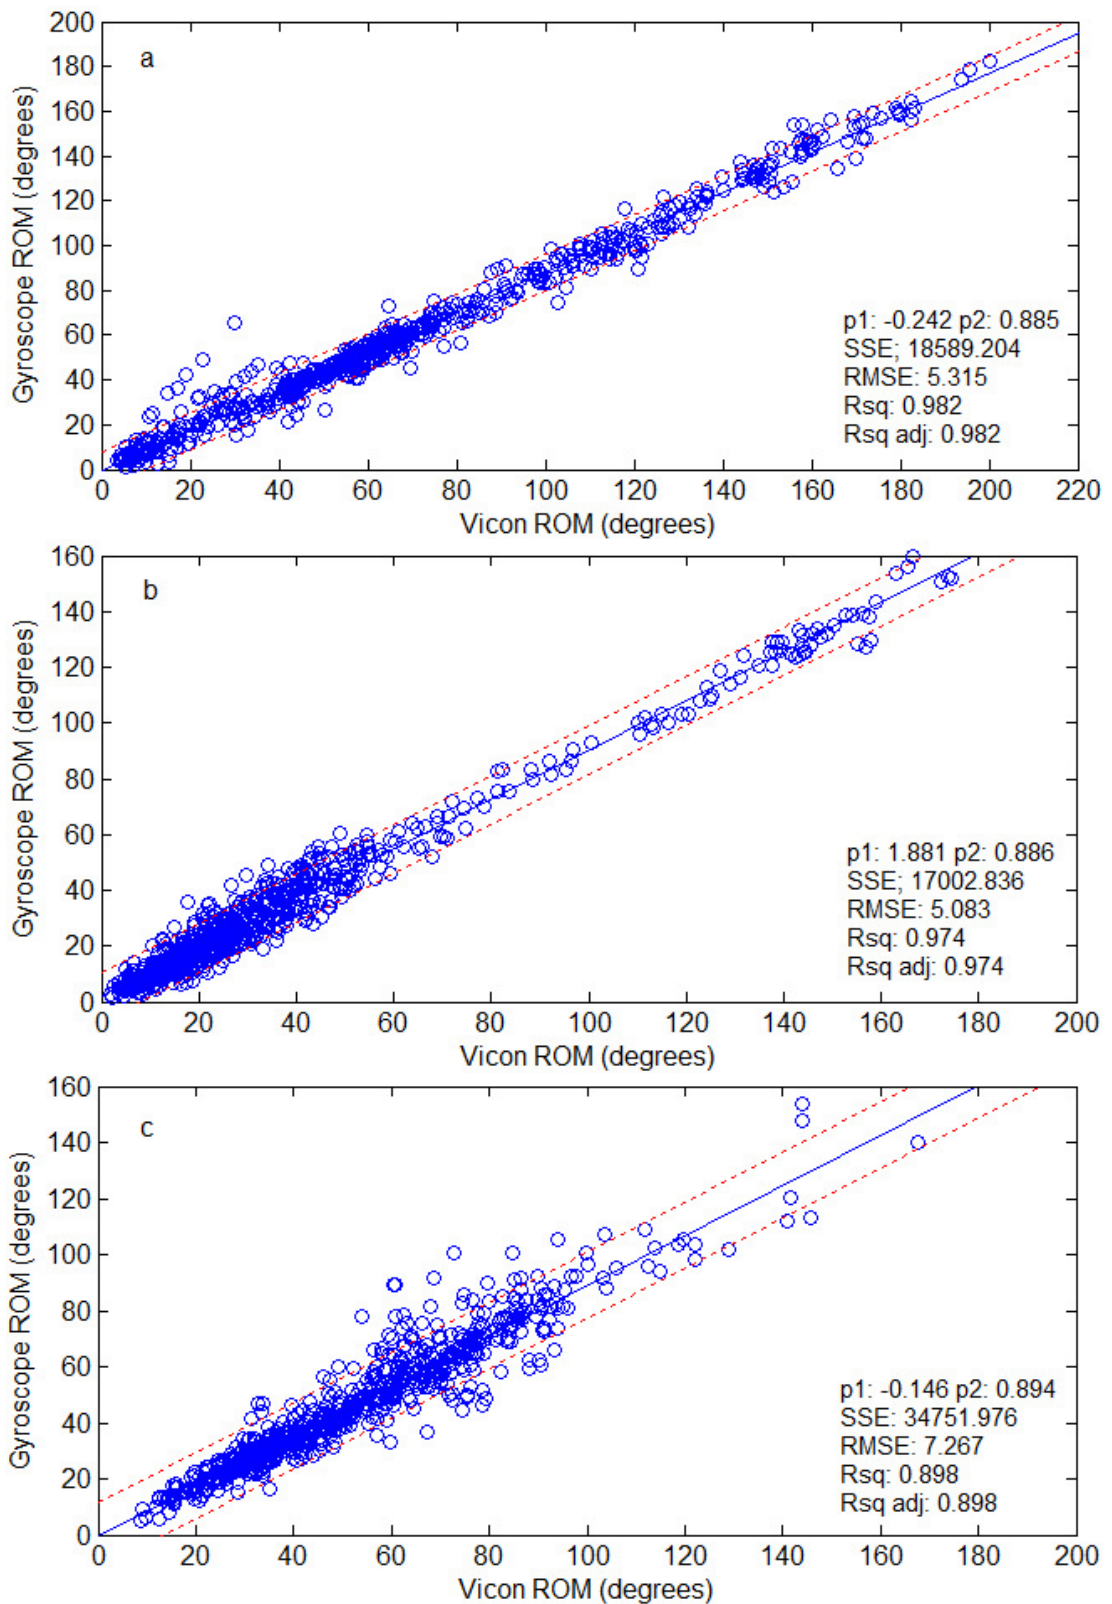 200
180
160
140
120
100
80
60
40
20
0
Gyroscope ROM (degrees)
a
p1: -0.242 p2: 0.885
SSE; 18589.204
RMSE: 5.315
Rsq: 0.982
Rsq adj: 0.982
0 20 40 60 80 100 120 140 160 180 200 220
Vicon ROM (degrees)
160
140
120
100
80
60
40
20
0
Gyroscope ROM (degrees)
b
p1: 1.881 p2: 0.886
SSE; 17002.836
RMSE: 5.083
Rsq: 0.974
Rsq adj: 0.974
0 20 40 60 80 100 120 140 160 180 200
Vicon ROM (degrees)
160
140
120
100
80
60
40
20
0
Gyroscope ROM (degrees)
c
p1: -0.146 p2: 0.894
SSE: 34751.976
RMSE: 7.267
Rsq: 0.898
Rsq adj: 0.898
0 20 40 60 80 100 120 140 160 180 200
Vicon ROM (degrees)